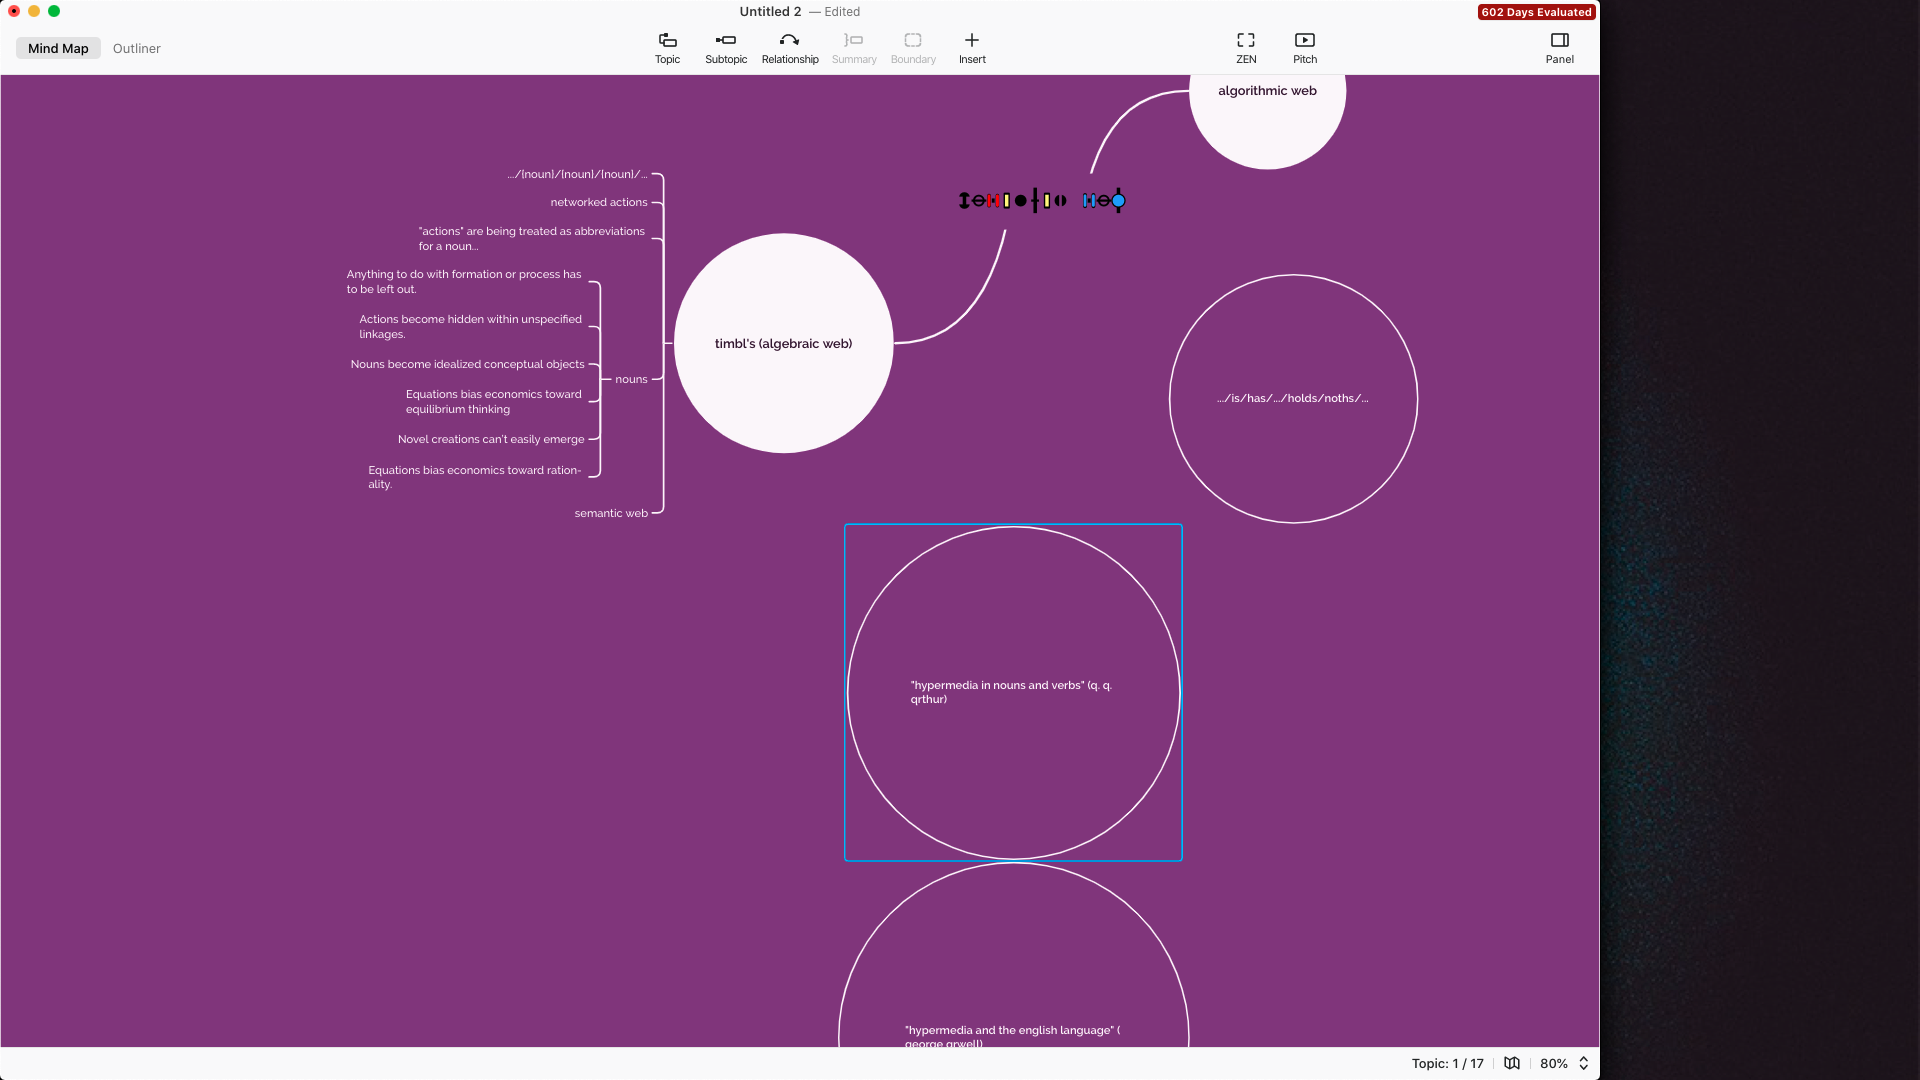 Untitled 2 — Edited
602 Days Evaluated
Mind Map
Outliner
Topic
Subtopic
Relationship
Summary
Boundary
Insert
ZEN
Pitch
Panel
algorithmic web
.../{noun}/{noun}/{noun}/...
networked actions
"actions" are being treated as abbreviations
for a noun...
Anything to do with formation or process has
to be left out.
Actions become hidden within unspecified
linkages.
Nouns become idealized conceptual objects
Equations bias economics toward
equilibrium thinking
Novel creations can't easily emerge
Equations bias economics toward ration-
ality.
nouns
semantic web
timbl's (algebraic web)
.../is/has/.../holds/noths/...
"hypermedia in nouns and verbs" (q. q.
qrthur)
"hypermedia and the english language" (
george qrwell)
Topic: 1 / 17
80%